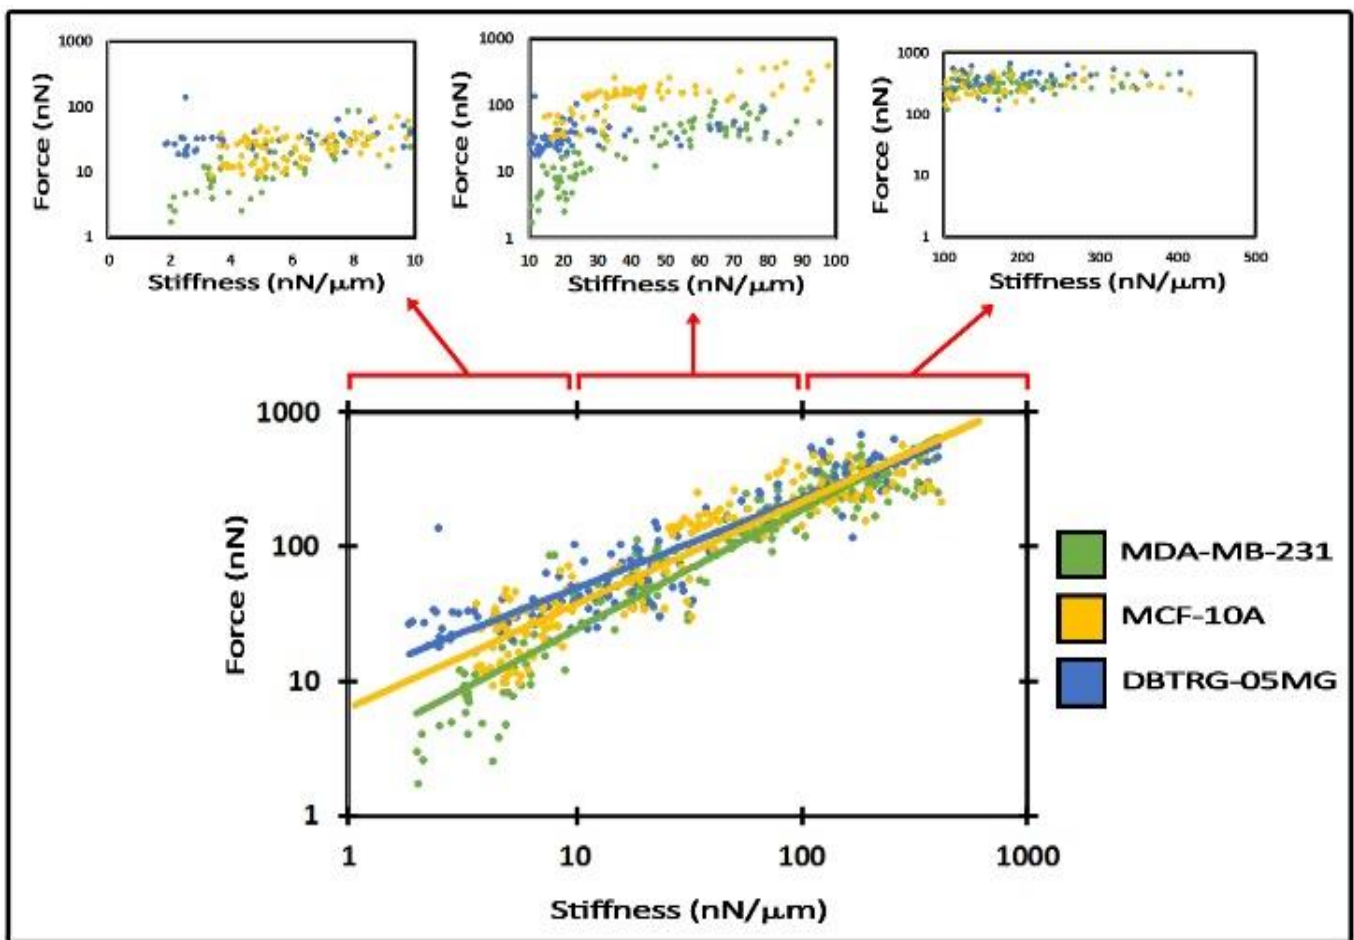 1000
100
10
1
Force (nN)
0 2 4 6 8 10
Stiffness (nN/μm)
1000
100
10
1
Force (nN)
10 20 30 40 50 60 70 80 90 100
Stiffness (nN/μm)
1000
100
10
1
Force (nN)
100 200 300 400 500
Stiffness (nN/μm)
1000
100
10
1
Force (nN)
1 10 100 1000
Stiffness (nN/μm)
MDA-MB-231
MCF-10A
DBTRG-05MG